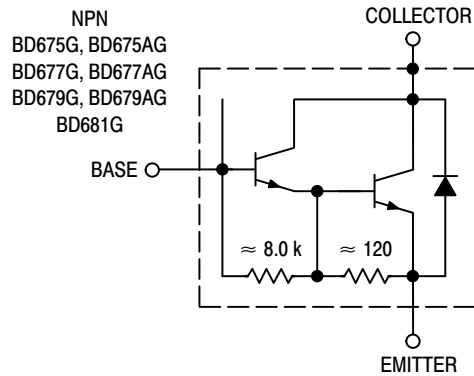 NPN
BD675G, BD675AG
BD677G, BD677AG
BD679G, BD679AG
BD681G
COLLECTOR
BASE
≈ 8.0 k
≈ 120
EMITTER